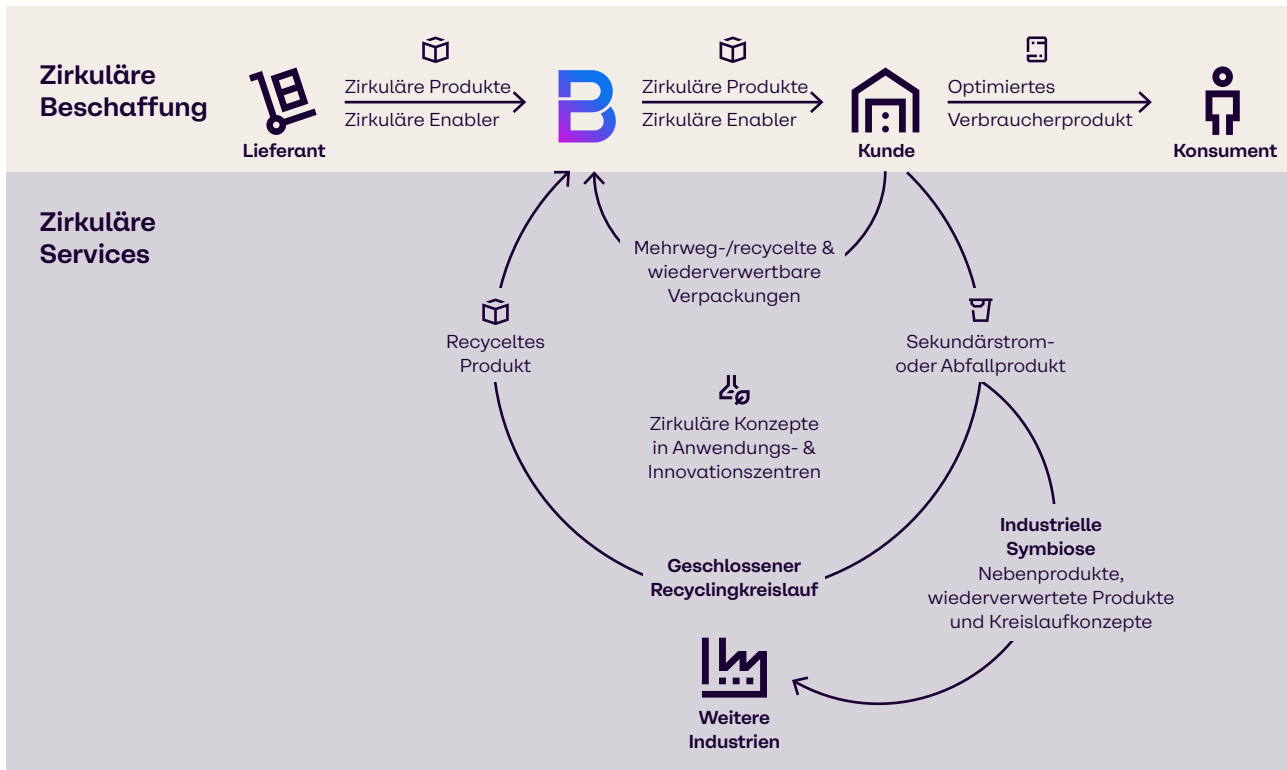 Zirkuläre
Beschaffung
Lieferant
Zirkuläre Produkte
Zirkuläre Enabler
B
Zirkuläre Produkte
Zirkuläre Enabler
Kunde
Optimiertes
Verbraucherprodukt
Konsument
Zirkuläre
Services
Mehrweg-/recycelte &
wiederverwertbare
Verpackungen
Recyceltes
Produkt
Sekundärstrom-
oder Abfallprodukt
Zirkuläre Konzepte
in Anwendungs- &
Innovationszentren
Geschlossener
Recyclingkreislauf
Industrielle
Symbiose
Nebenprodukte,
wiederverwertete Produkte
und Kreislaufkonzepte
Weitere
Industrien